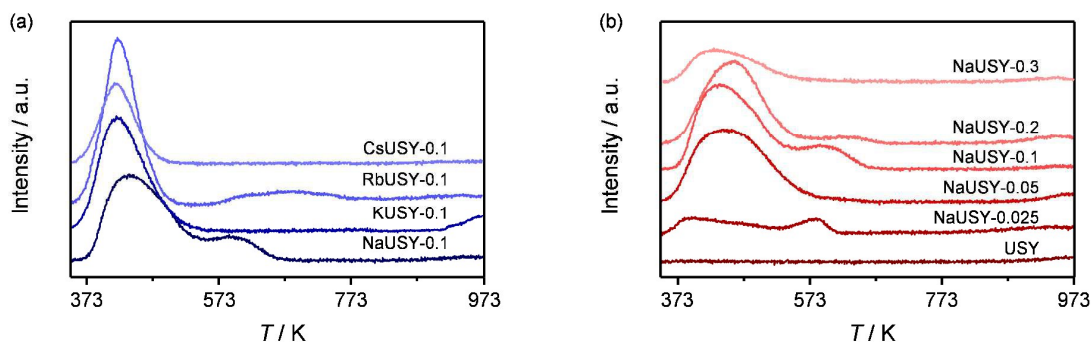 (a)
Intensity / a.u.
CsUSY-0.1
RbUSY-0.1
KUSY-0.1
NaUSY-0.1
373 573 773 973
T / K
(b)
Intensity / a.u.
NaUSY-0.3
NaUSY-0.2
NaUSY-0.1
NaUSY-0.05
NaUSY-0.025
USY
373 573 773 973
T / K